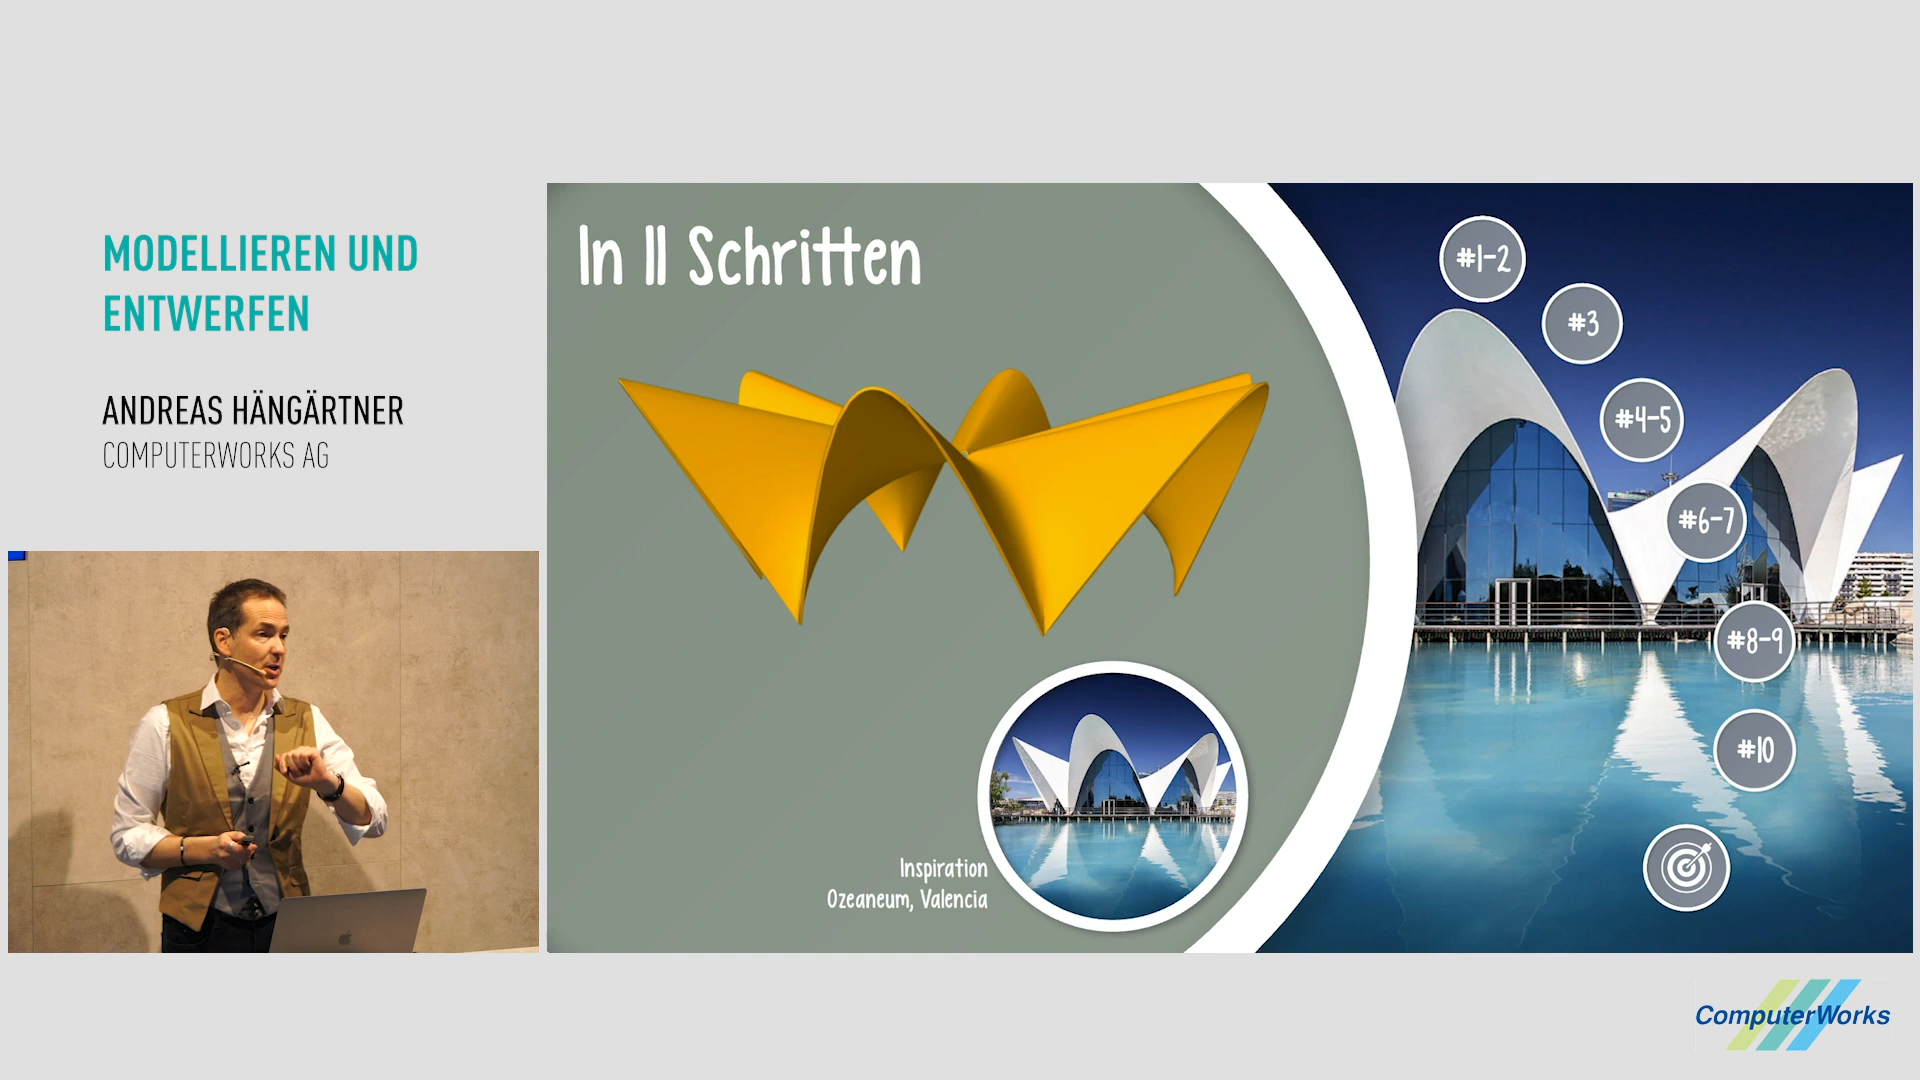 MODELLIEREN UND
ENTWERFEN
ANDREAS HÄNGÄRTNER
COMPUTERWORKS AG
In 11 Schritten
Inspiration
Ozeaneum, Valencia
#1-2
#3
#4-5
#6-7
#8-9
#10
ComputerWorks